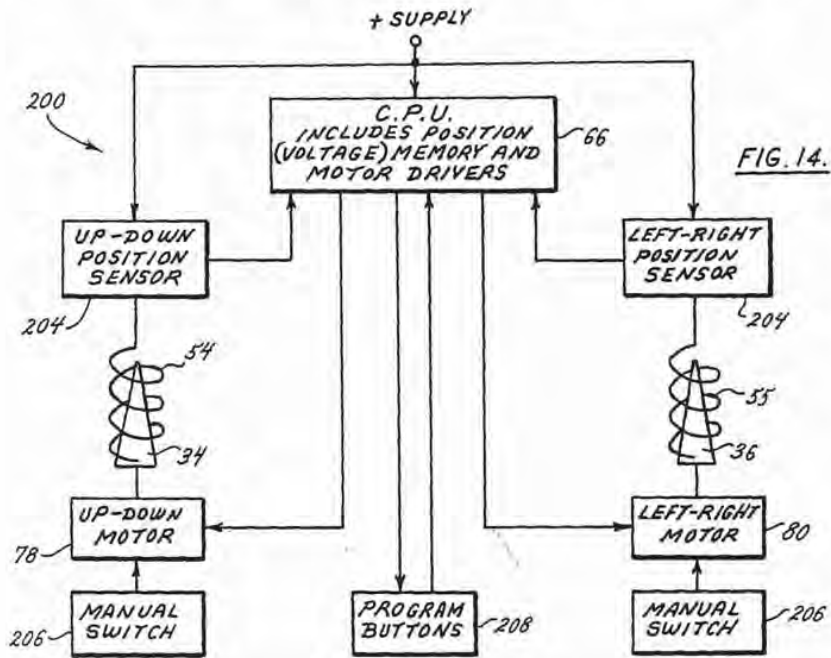 + SUPPLY
200
C.P.U.
INCLUDES POSITION
(VOLTAGE) MEMORY AND
MOTOR DRIVERS
66
FIG. 14.
UP-DOWN
POSITION
SENSOR
204
LEFT-RIGHT
POSITION
SENSOR
204
54
34
55
36
UP-DOWN
MOTOR
78
LEFT-RIGHT
MOTOR
80
MANUAL
SWITCH
206
PROGRAM
BUTTONS
208
MANUAL
SWITCH
206